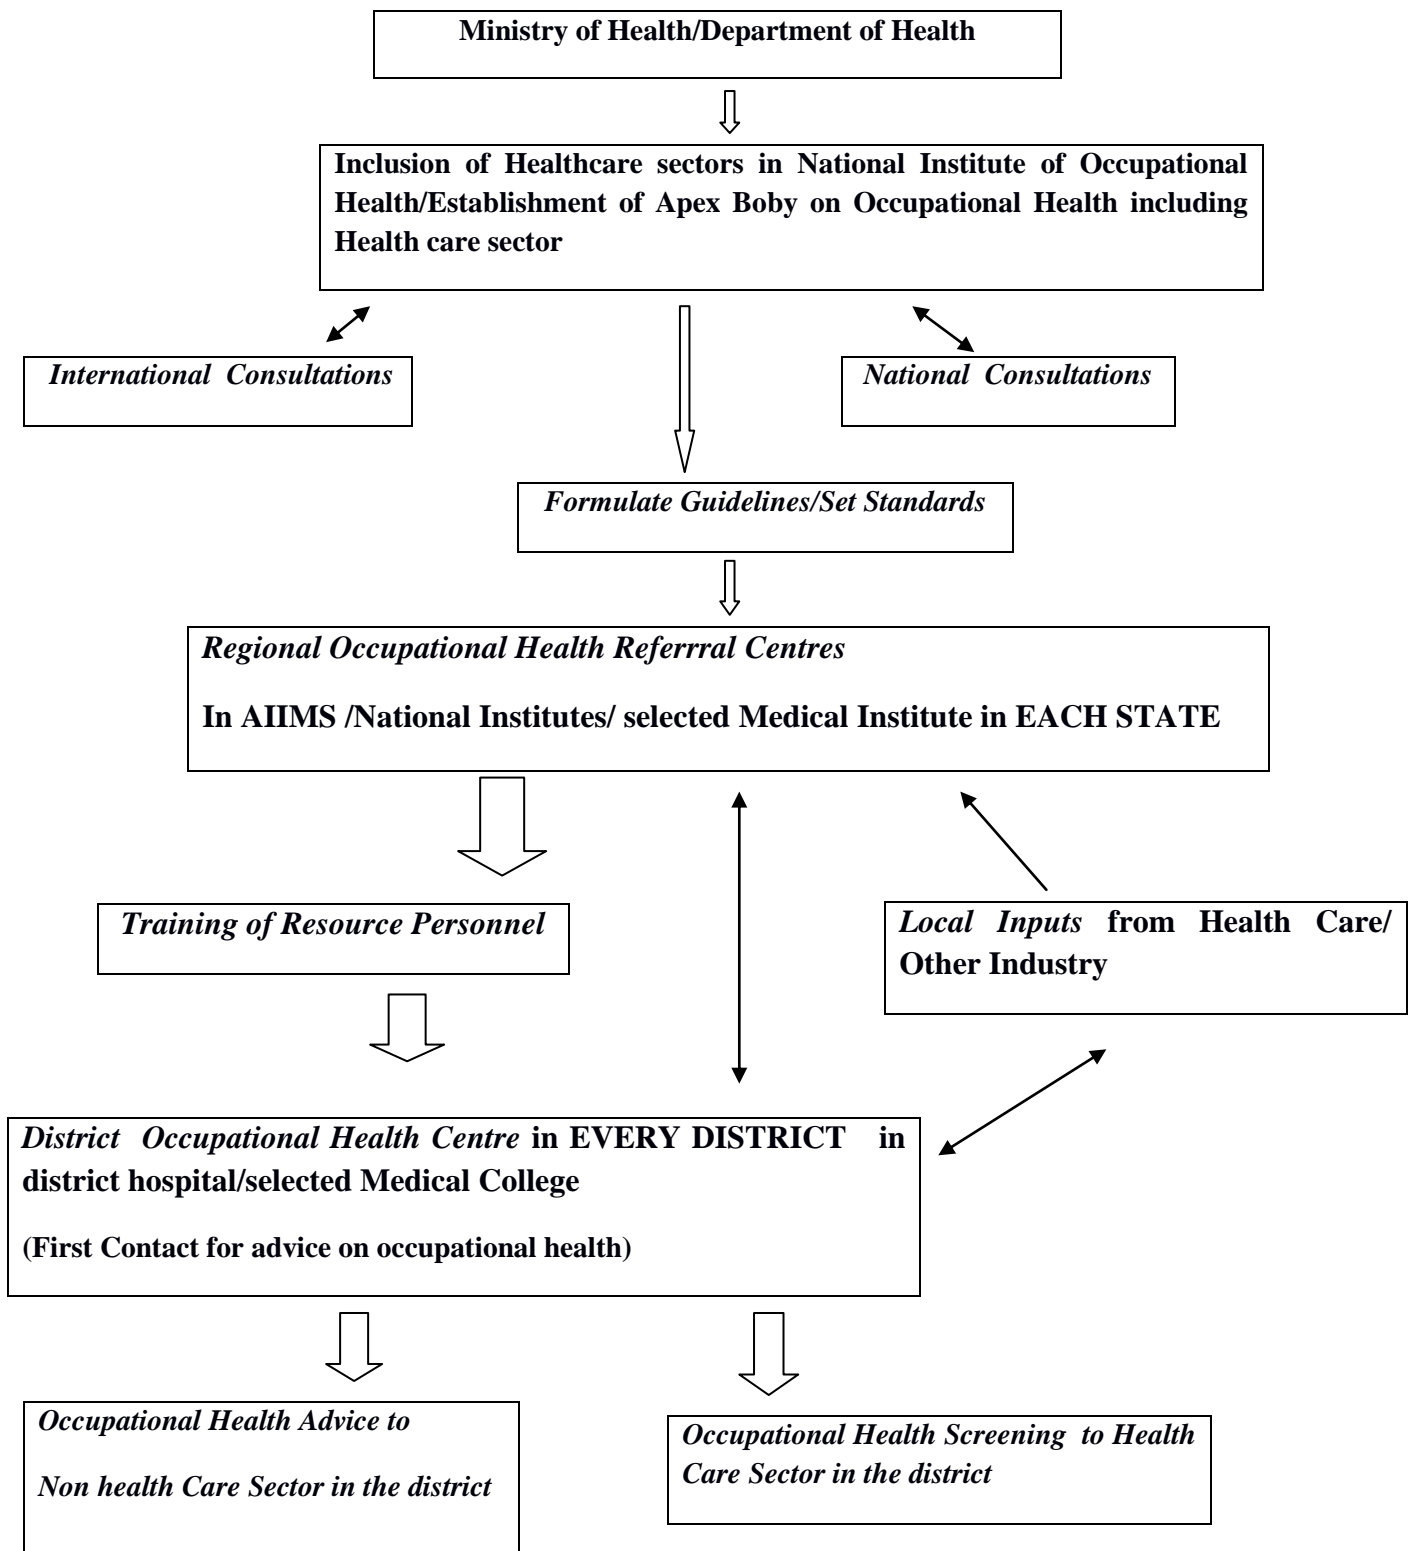 Ministry of Health/Department of Health
Inclusion of Healthcare sectors in National Institute of Occupational
Health/Establishment of Apex Boby on Occupational Health including
Health care sector
International Consultations
National Consultations
Formulate Guidelines/Set Standards
Regional Occupational Health Referrral Centres
In AIIMS /National Institutes/ selected Medical Institute in EACH STATE
Training of Resource Personnel
Local Inputs from Health Care/
Other Industry
District Occupational Health Centre in EVERY DISTRICT in
district hospital/selected Medical College
(First Contact for advice on occupational health)
Occupational Health Advice to
Non health Care Sector in the district
Occupational Health Screening to Health
Care Sector in the district